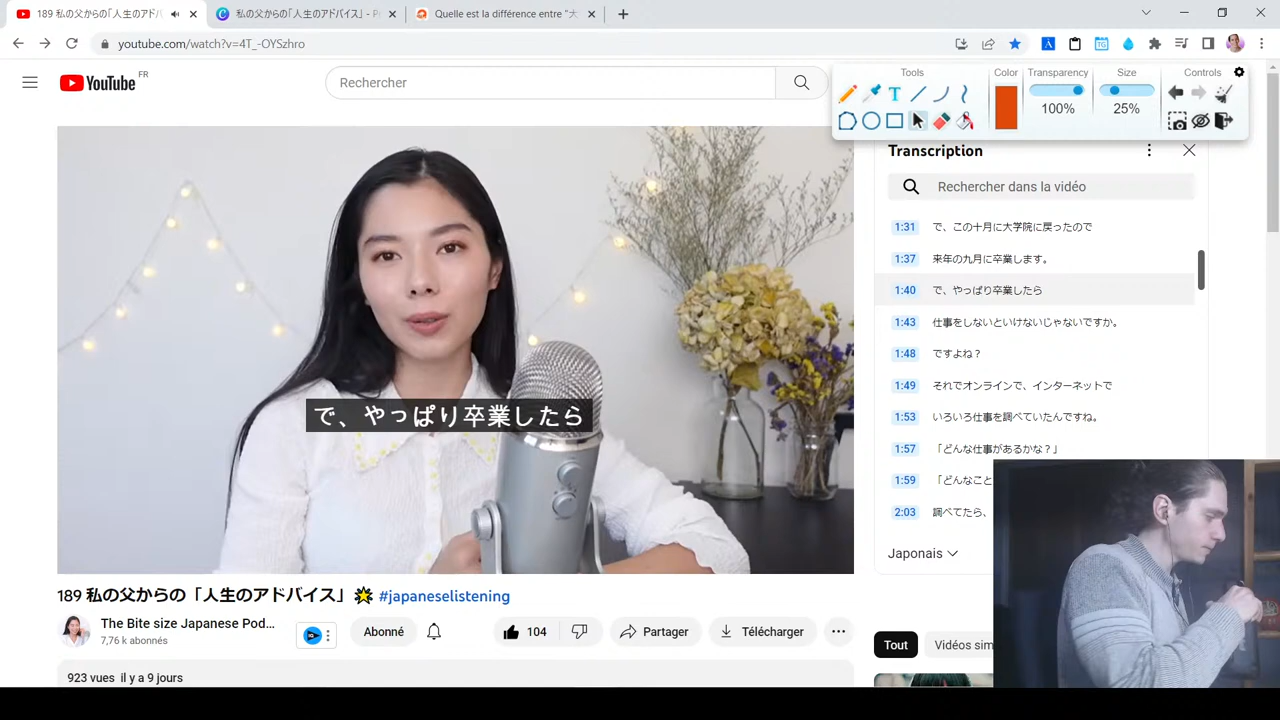 189 私の父からの「人生のアドバ
私の父からの「人生のアドバイス」 - P
Quelle est la différence entre "大
youtube.com/watch?v=4T_-OYSzhro
YouTube FR
Rechercher
Tools
Color
Transparency
Size
Controls
100%
25%
Transcription
Rechercher dans la vidéo
1:31 で、この十月に大学院に戻ったので
1:37 来年の九月に卒業します。
1:40 で、やっぱり卒業したら
1:43 仕事をしないといけないじゃないですか。
1:48 ですよね？
1:49 それでオンラインで、インターネットで
1:53 いろいろ仕事を調べていたんですね。
1:57 「どんな仕事があるかな？」
1:59 「どんなこと
2:03 調べてたら、
Japonais
で、やっぱり卒業したら
189 私の父からの「人生のアドバイス」🌟 #japaneselistening
The Bite size Japanese Pod...
7,76 k abonnés
Abonné
104
Partager
Télécharger
923 vues il y a 9 jours
Tout
Vidéos sim